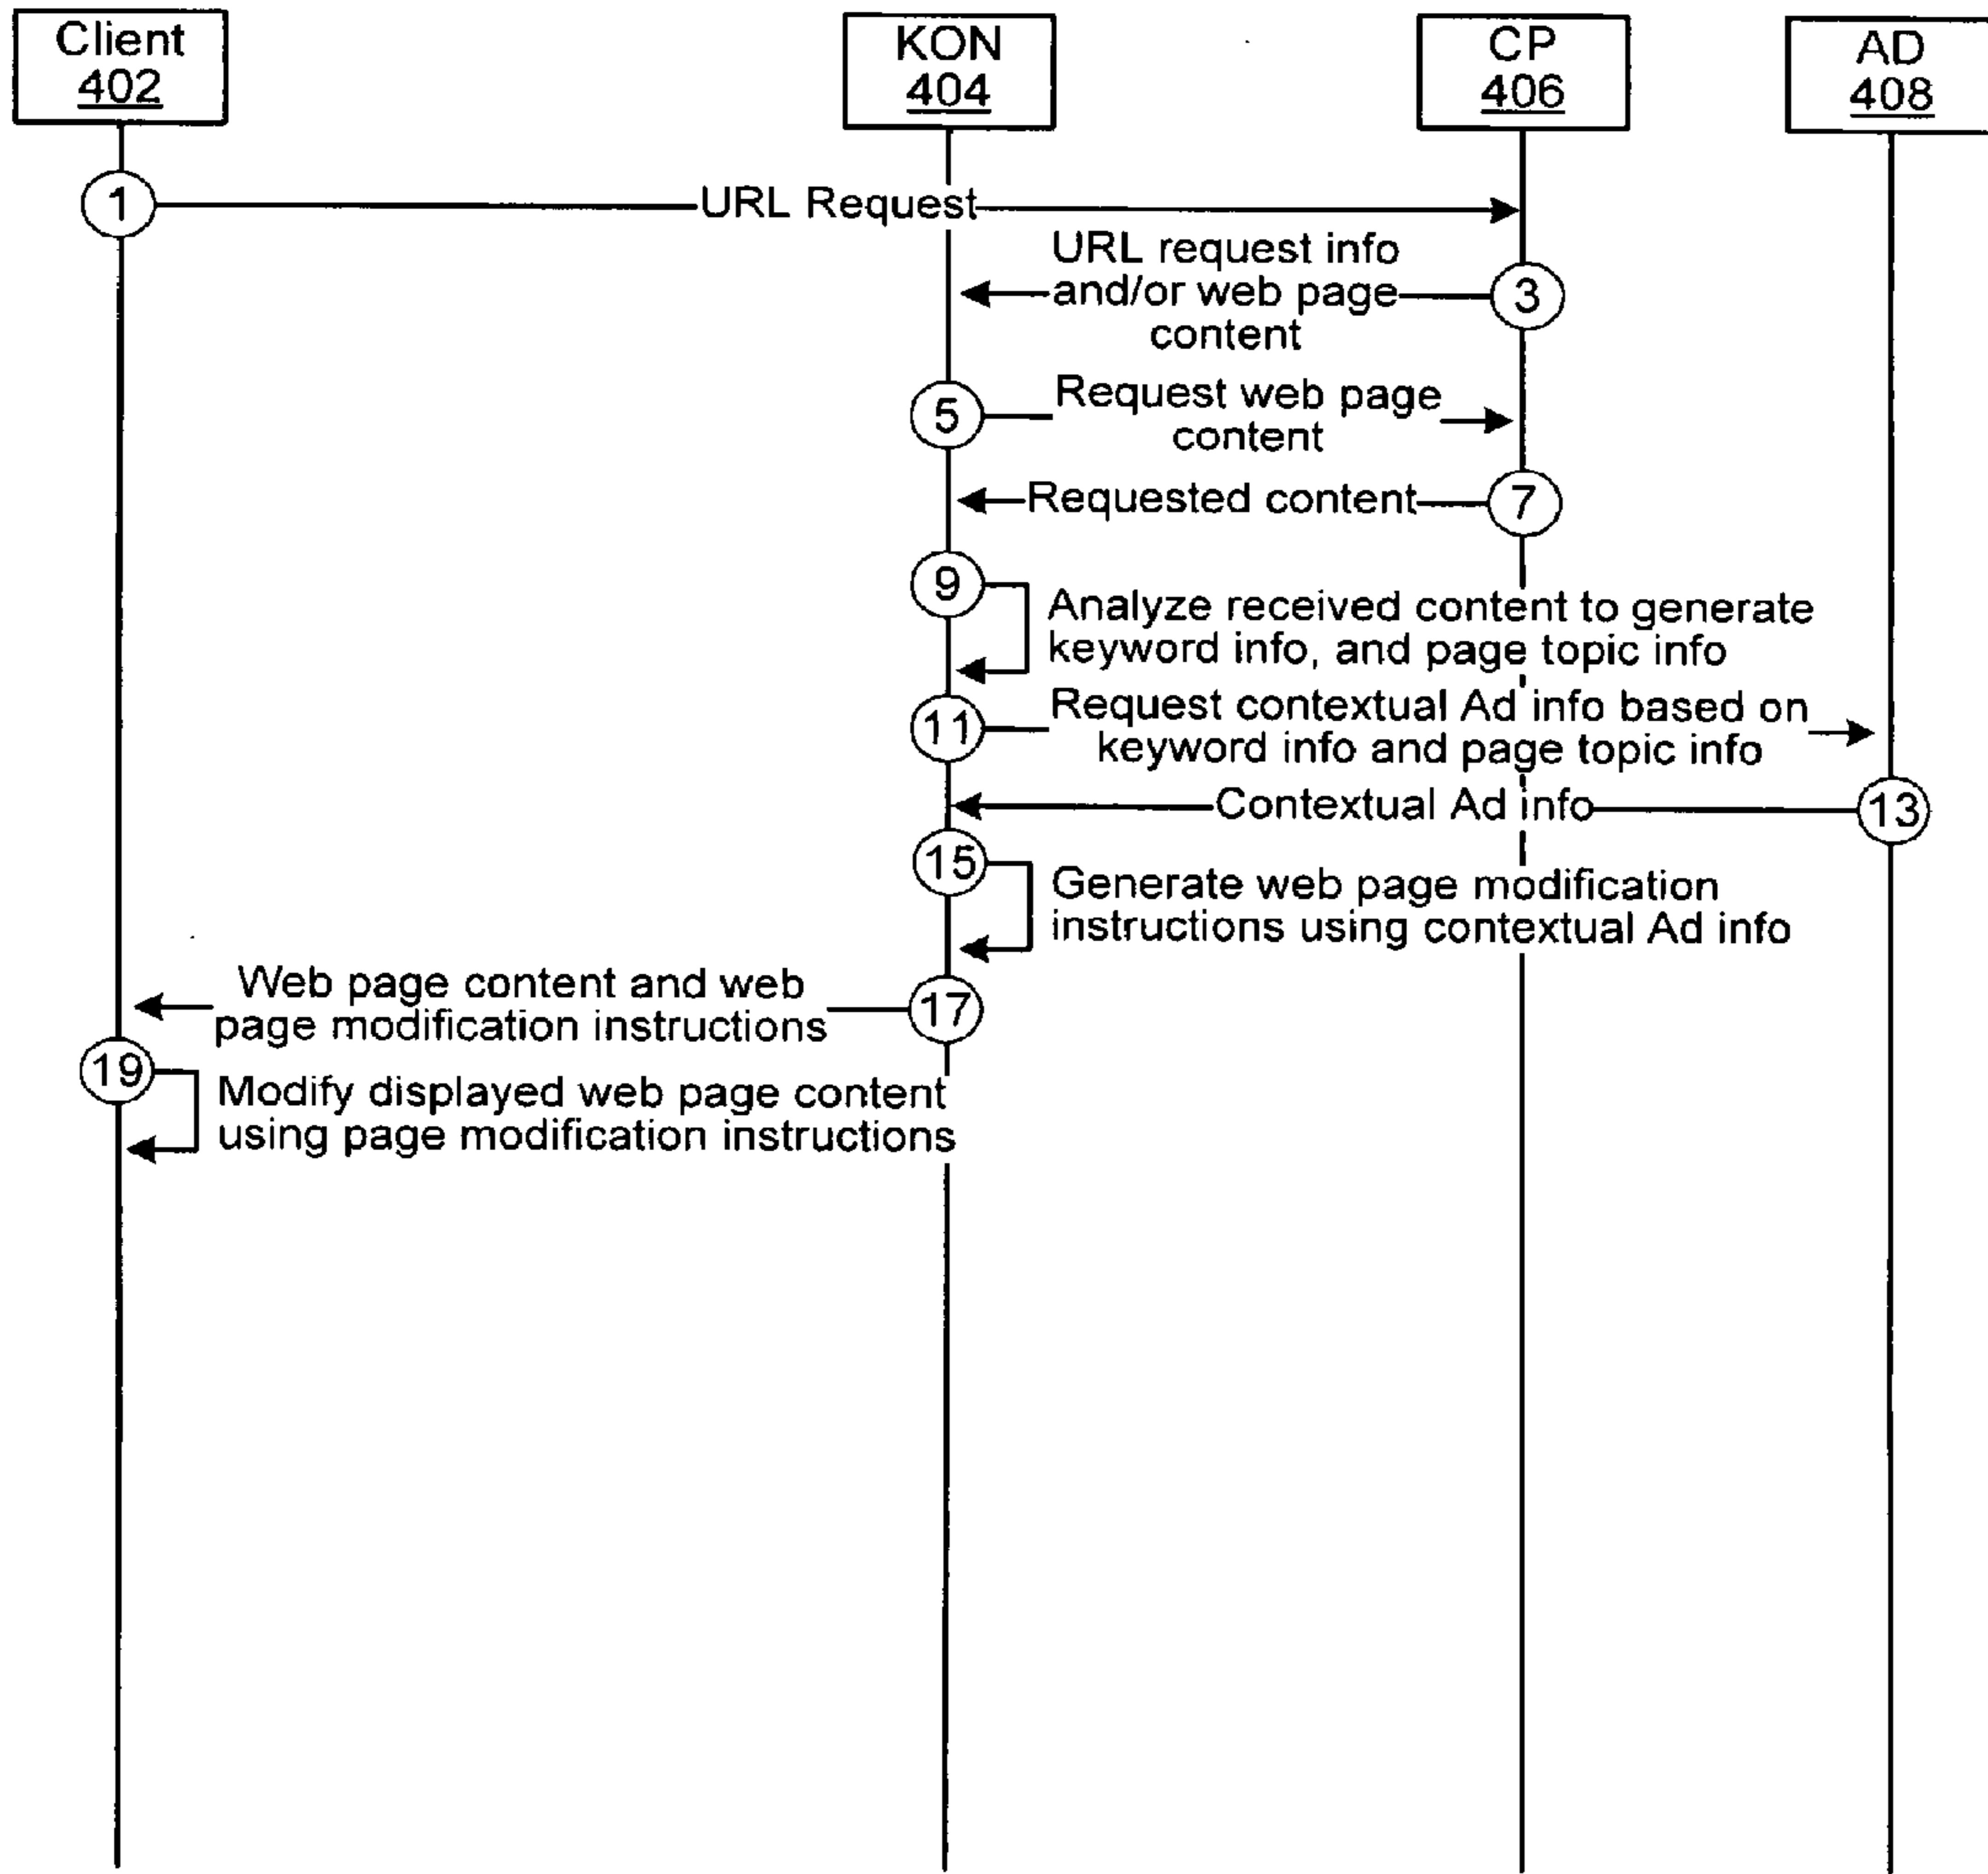 Client
402
KON
404
CP
406
AD
408
1
URL Request
URL request info
and/or web page
content
3
5
Request web page
content
Requested content
7
9
Analyze received content to generate
keyword info, and page topic info
11
Request contextual Ad info based on
keyword info and page topic info
Contextual Ad info
13
15
Generate web page modification
instructions using contextual Ad info
Web page content and web
page modification instructions
17
19
Modify displayed web page content
using page modification instructions